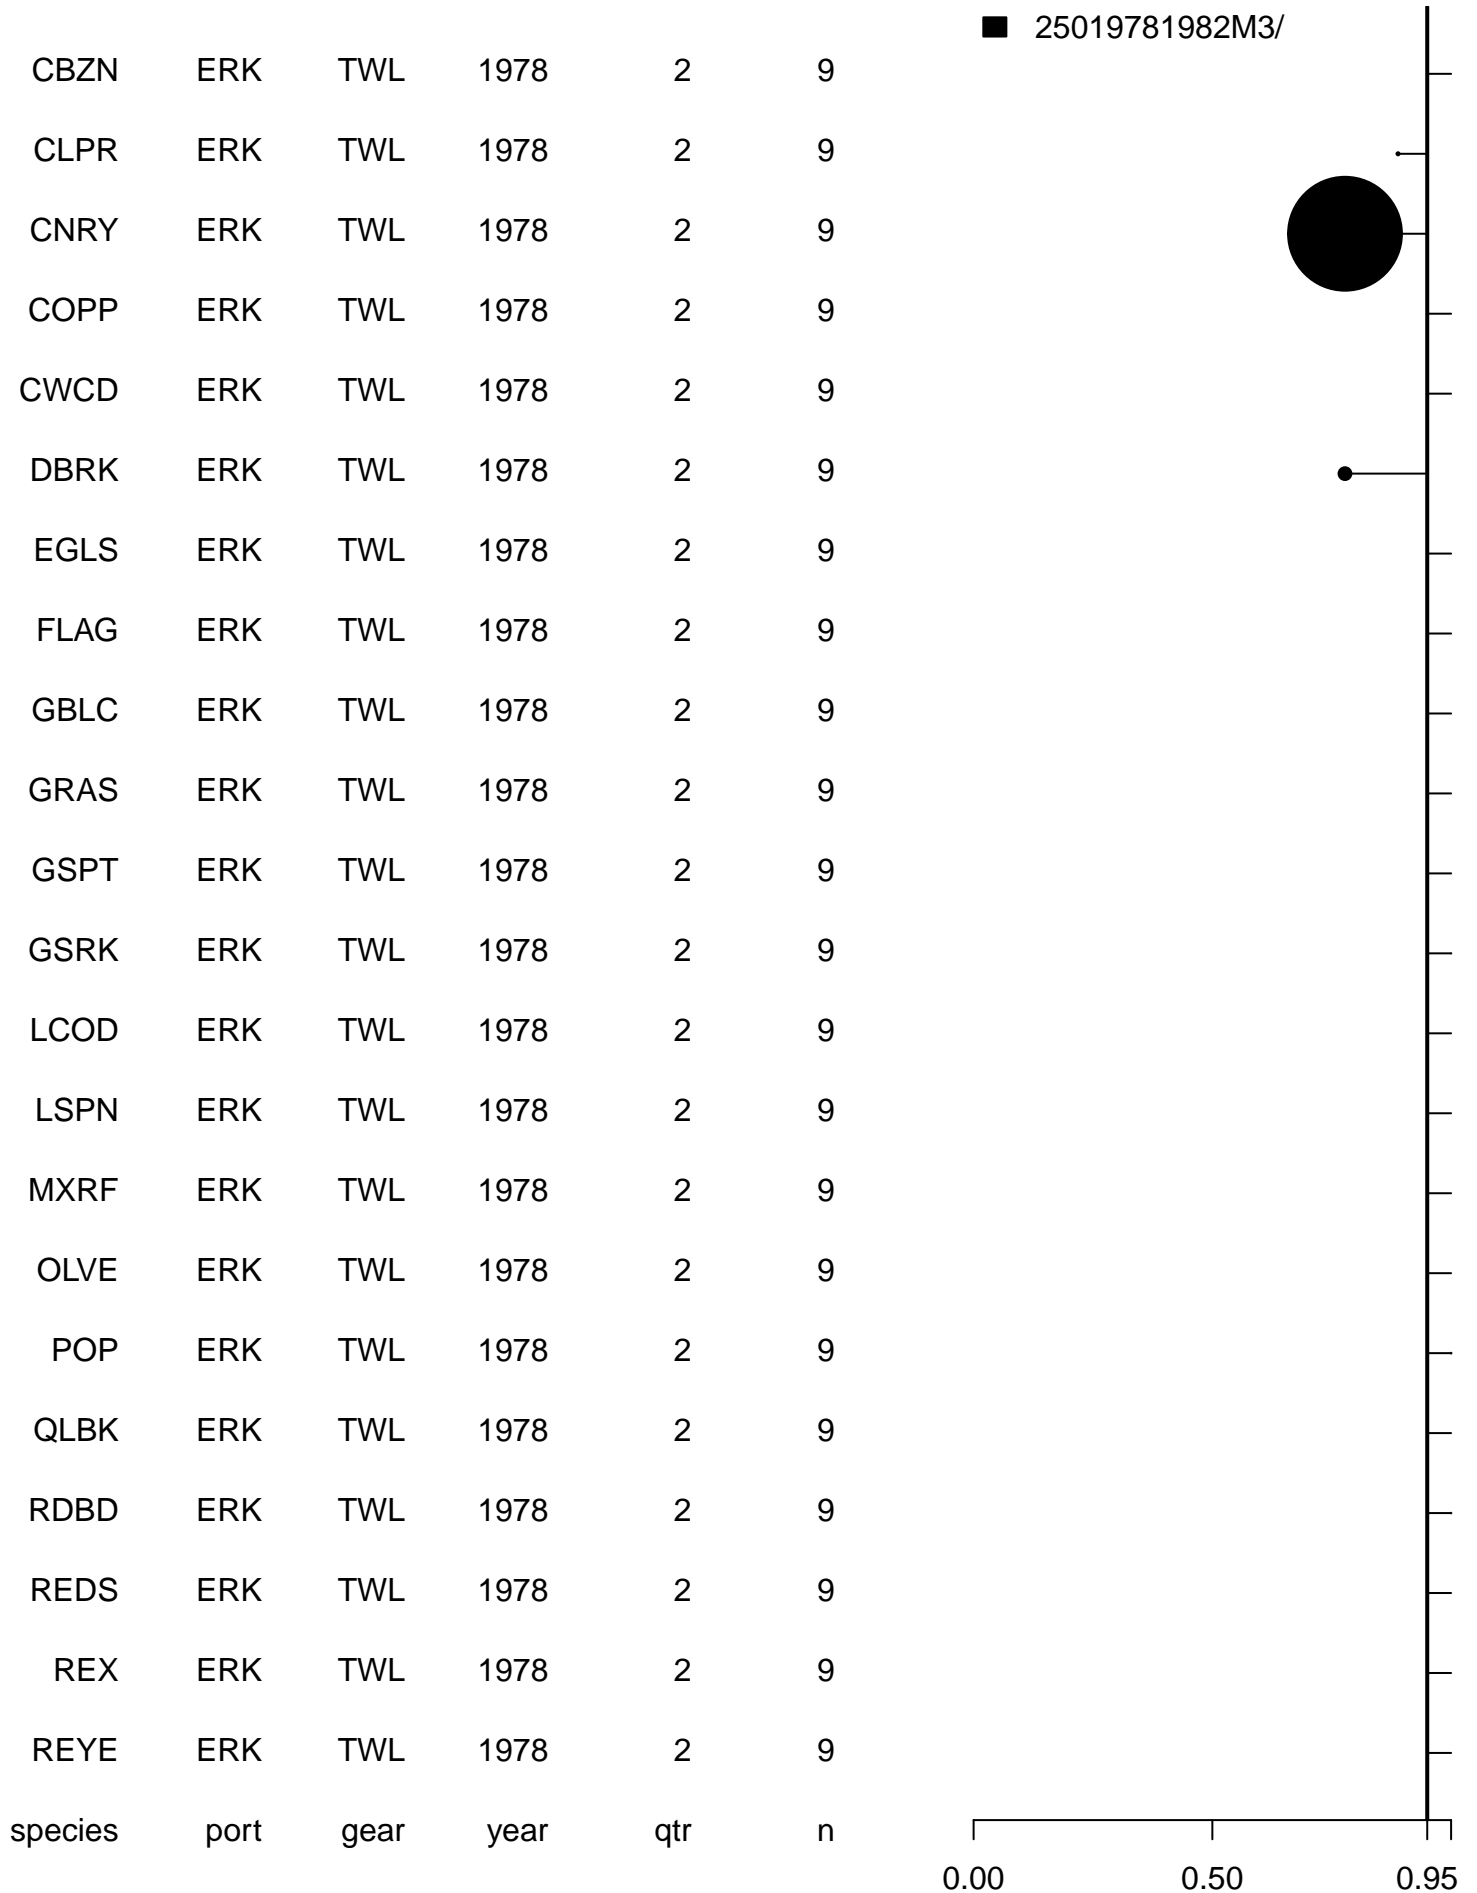 25019781982M3/
CBZN ERK TWL 1978 2 9
CLPR ERK TWL 1978 2 9
CNRY ERK TWL 1978 2 9
COPP ERK TWL 1978 2 9
CWCD ERK TWL 1978 2 9
DBRK ERK TWL 1978 2 9
EGLS ERK TWL 1978 2 9
FLAG ERK TWL 1978 2 9
GBLC ERK TWL 1978 2 9
GRAS ERK TWL 1978 2 9
GSPT ERK TWL 1978 2 9
GSRK ERK TWL 1978 2 9
LCOD ERK TWL 1978 2 9
LSPN ERK TWL 1978 2 9
MXRF ERK TWL 1978 2 9
OLVE ERK TWL 1978 2 9
POP ERK TWL 1978 2 9
QLBK ERK TWL 1978 2 9
RDBD ERK TWL 1978 2 9
REDS ERK TWL 1978 2 9
REX ERK TWL 1978 2 9
REYE ERK TWL 1978 2 9
species port gear year qtr n
0.00 0.50 0.95